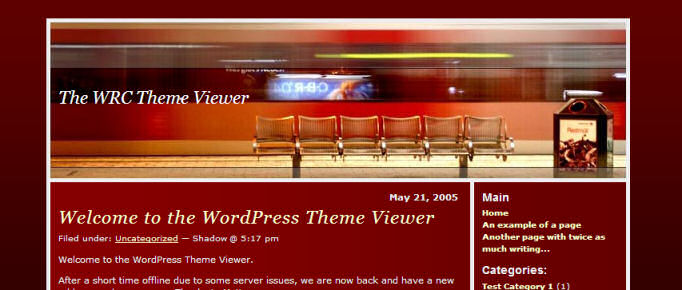 The WRC Theme Viewer
May 21, 2005
Welcome to the WordPress Theme Viewer
Filed under: Uncategorized — Shadow @ 5:17 pm
Welcome to the WordPress Theme Viewer.
After a short time offline due to some server issues, we are now back and have a new
Main
Home
An example of a page
Another page with twice as
much writing...
Categories:
Test Category 1 (1)